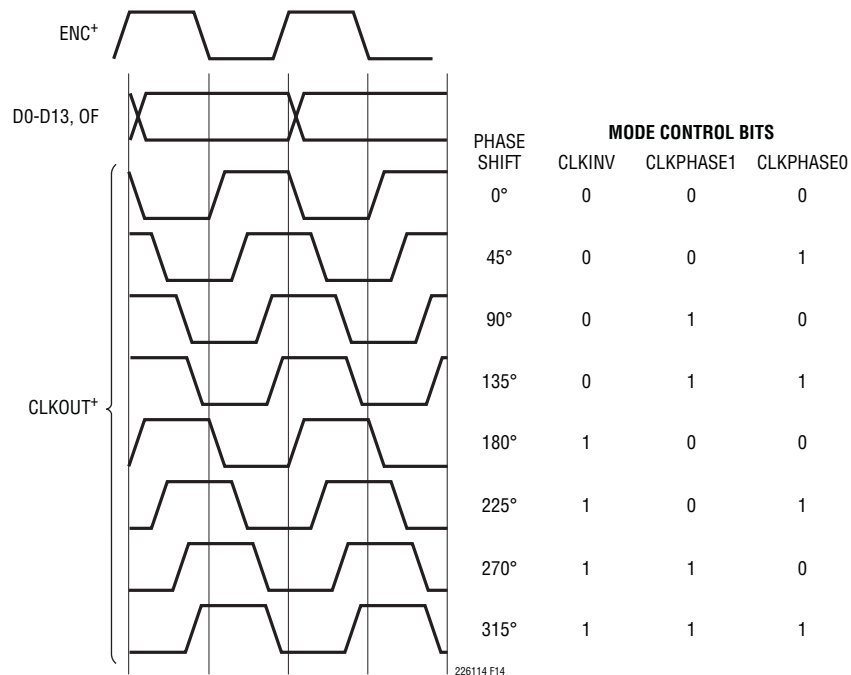 ENC+
D0-D13, OF
CLKOUT+
PHASE SHIFT
MODE CONTROL BITS
CLKINV CLKPHASE1 CLKPHASE0
0° 0 0 0
45° 0 0 1
90° 0 1 0
135° 0 1 1
180° 1 0 0
225° 1 0 1
270° 1 1 0
315° 1 1 1
226114 F14